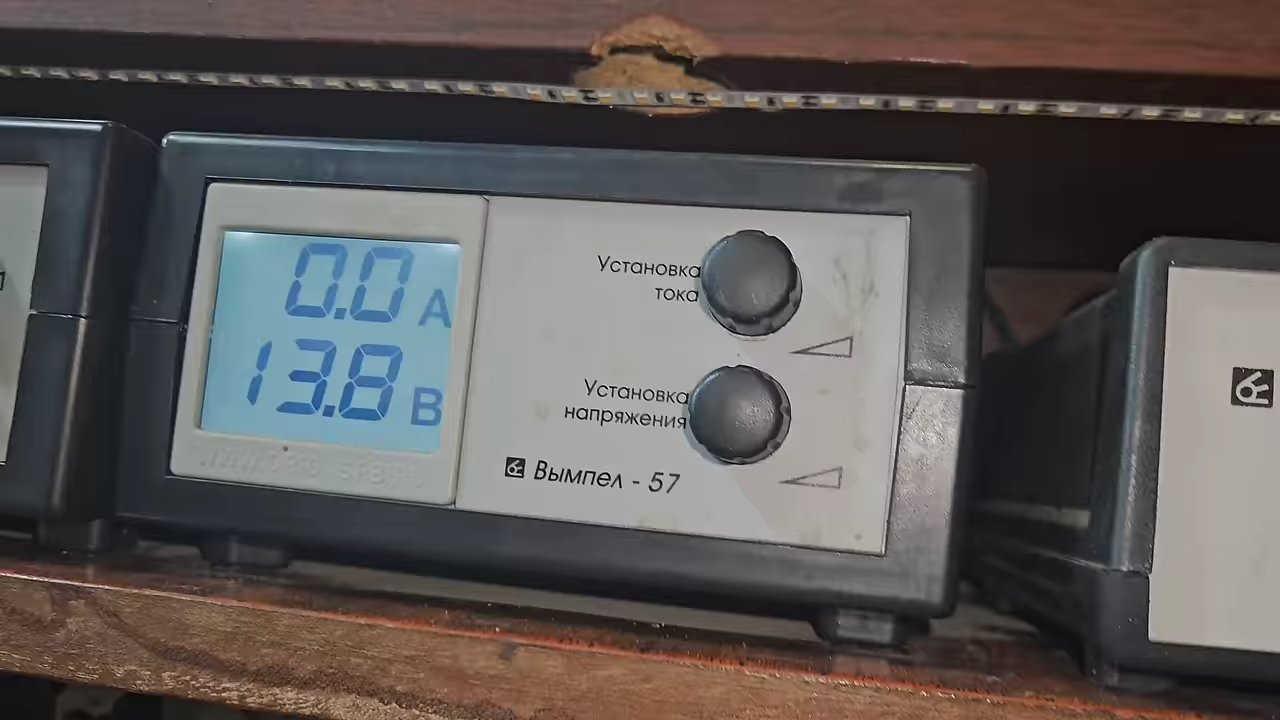 0.0 А
13.8 В
Установка
тока
Установка
напряжения
Вымпел - 57